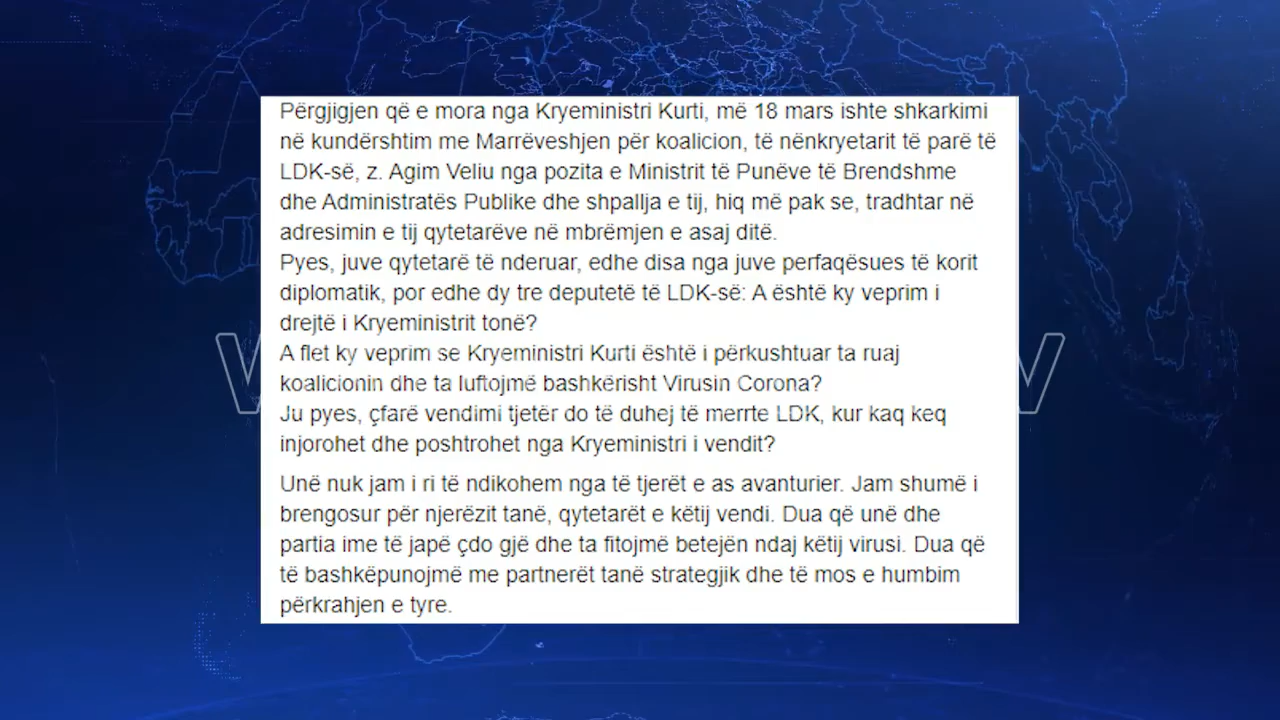 Përgjigjen që e mora nga Kryeministri Kurti, më 18 mars ishte shkarkimi
në kundërshtim me Marrëveshjen për koalicion, të nënkryetarit të parë të
LDK-së, z. Agim Veliu nga pozita e Ministrit të Punëve të Brendshme
dhe Administratës Publike dhe shpallja e tij, hiq më pak se, tradhtar në
adresimin e tij qytetarëve në mbrëmjen e asaj ditë.
Pyes, juve qytetarë të nderuar, edhe disa nga juve perfaqësues të korit
diplomatik, por edhe dy tre deputetë të LDK-së: A është ky veprim i
drejtë i Kryeministrit tonë?
A flet ky veprim se Kryeministri Kurti është i përkushtuar ta ruaj
koalicionin dhe ta luftojmë bashkërisht Virusin Corona?
Ju pyes, çfarë vendimi tjetër do të duhej të merrte LDK, kur kaq keq
injorohet dhe poshtrohet nga Kryeministri i vendit?
Unë nuk jam i ri të ndikohem nga të tjerët e as avanturier. Jam shumë i
brengosur për njerëzit tanë, qytetarët e këtij vendi. Dua që unë dhe
partia ime të japë çdo gjë dhe ta fitojmë betejën ndaj këtij virusi. Dua që
të bashkëpunojmë me partnerët tanë strategjik dhe të mos e humbim
përkrahjen e tyre.